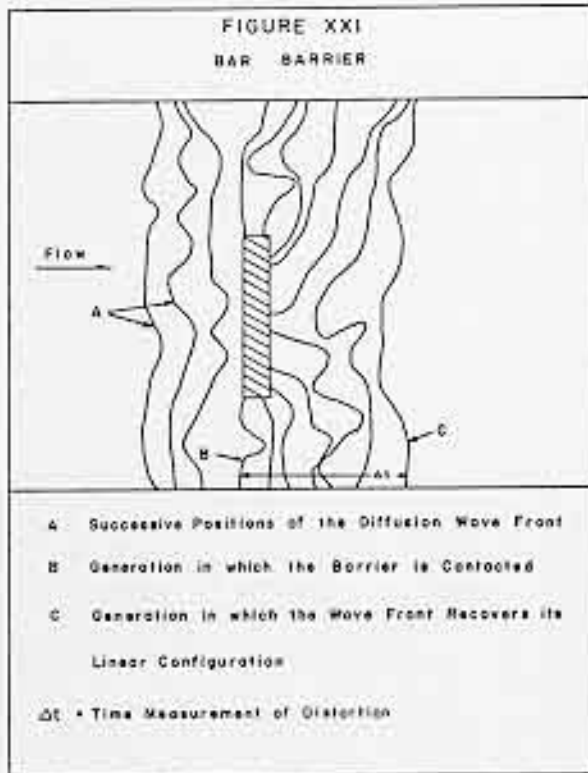 FIGURE XXI
BAR BARRIER
Flow
A
B
C
Δt
A Successive Positions of the Diffusion Wave Front
B Generation in which the Barrier is Contacted
C Generation in which the Wave Front Recovers its
Linear Configuration
Δt = Time Measurement of Distortion